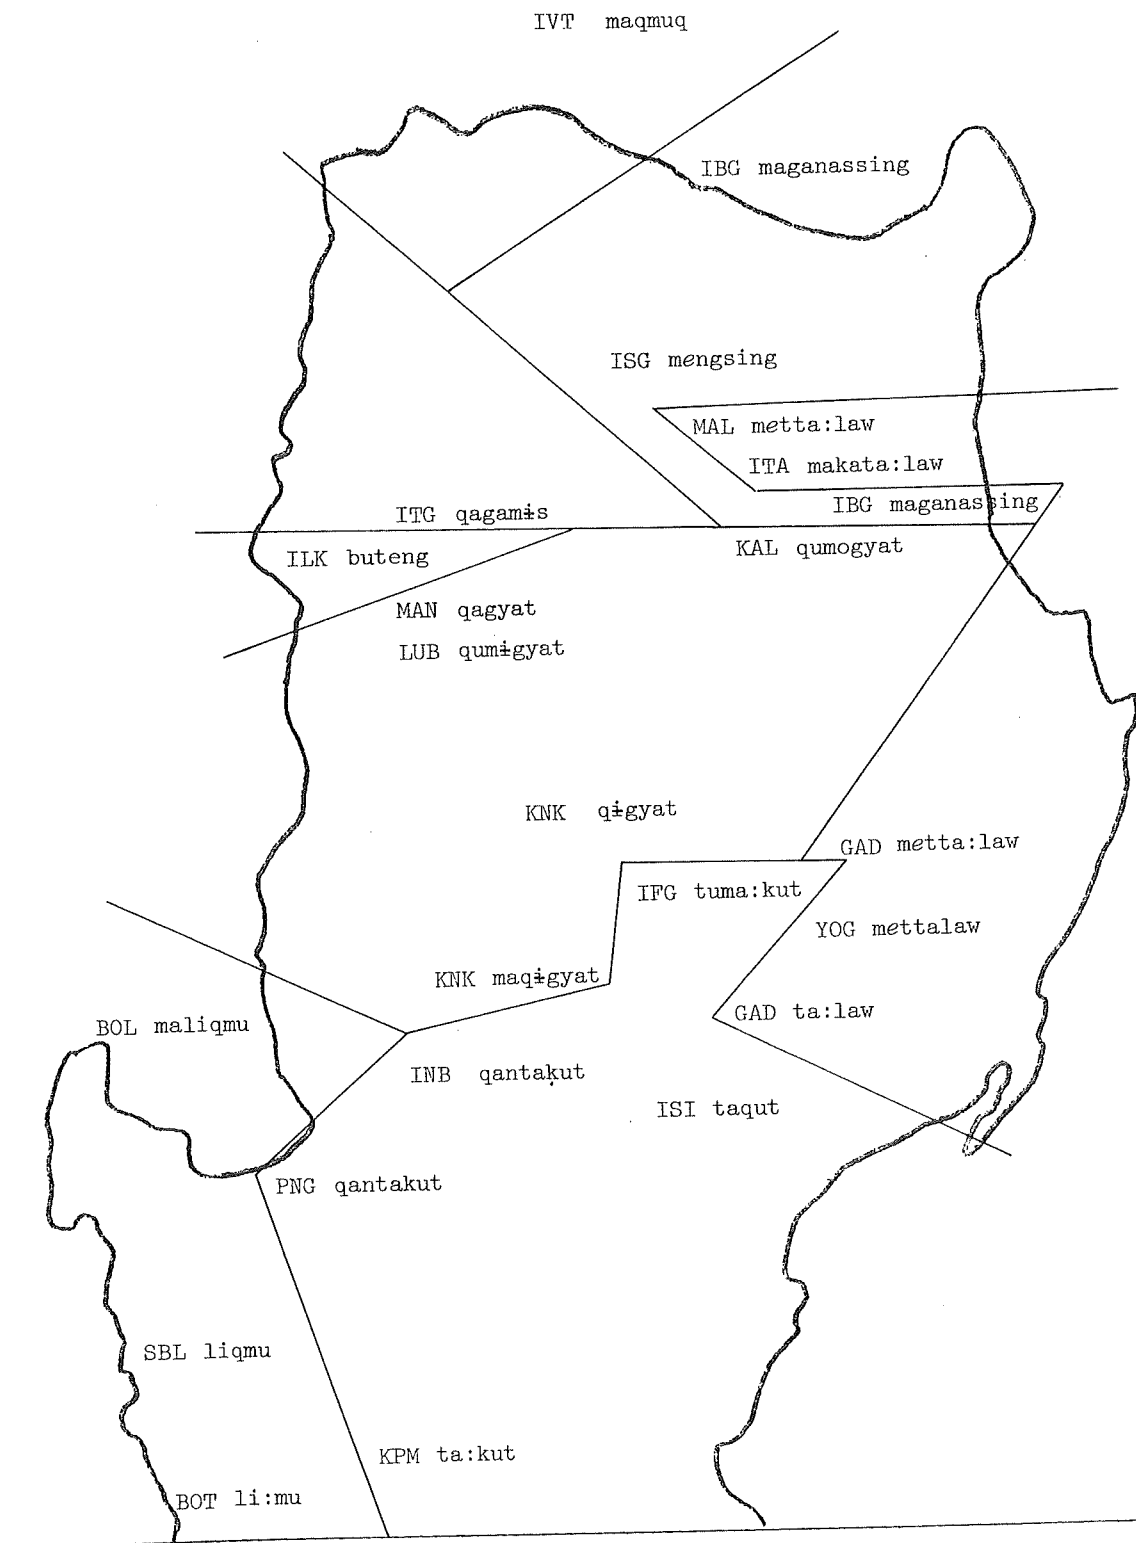 IVT maqmuq
IBG maganassing
ISG mengsing
MAL metta:law
ITA makata:law
IBG maganassing
ITG qagamɨs
KAL qumogyat
ILK buteng
MAN qagyat
LUB qumɨgyat
KNK qɨgyat
GAD metta:law
IFG tuma:kut
YOG mettalaw
KNK maqɨgyat
GAD ta:law
BOL maliqmu
INB qantaḳut
ISI taqut
PNG qantakut
SBL liqmu
KPM ta:kut
BOT li:mu